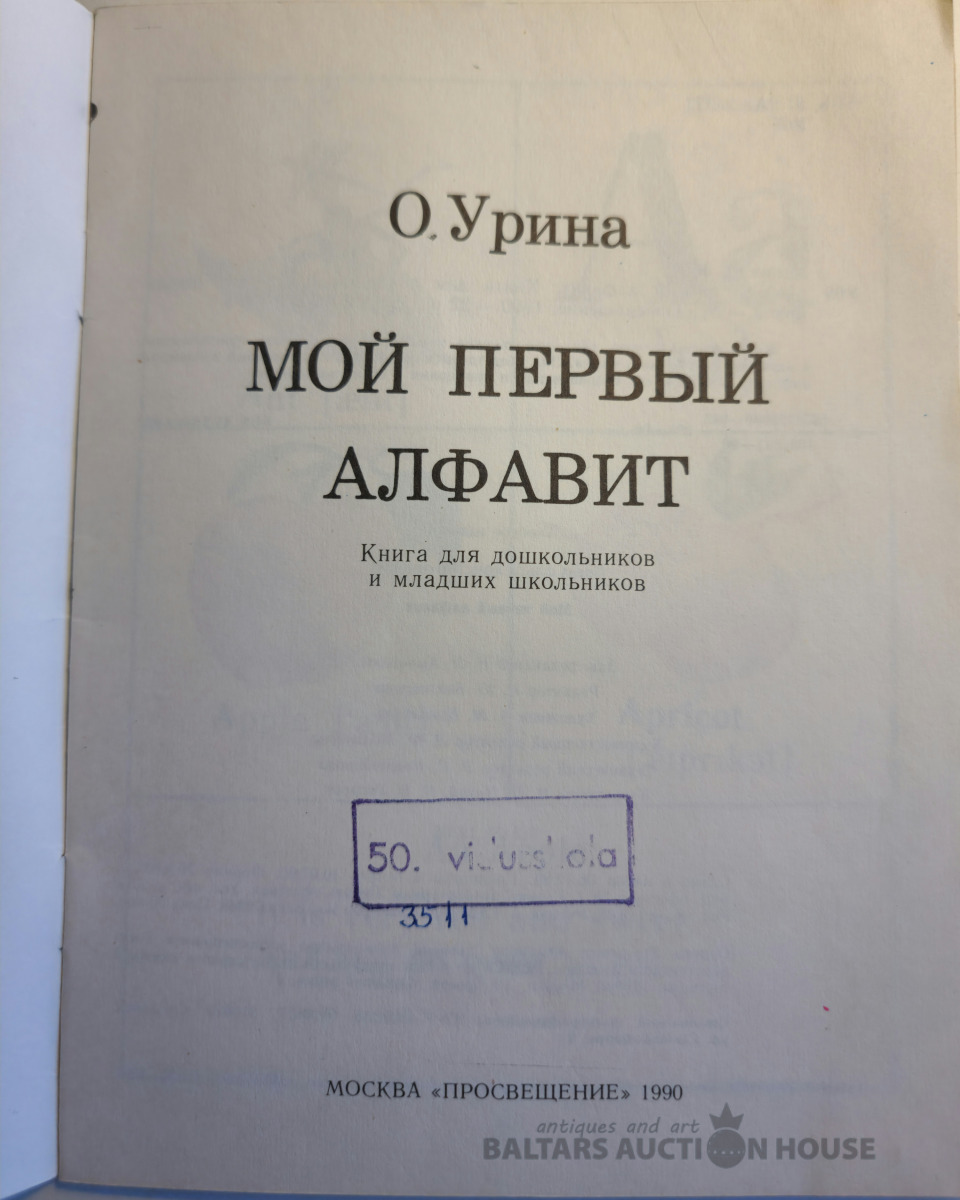 О. Урина
МОЙ ПЕРВЫЙ
АЛФАВИТ
Книга для дошкольников
и младших школьников
50.
3511
МОСКВА «ПРОСВЕЩЕНИЕ» 1990
antiques and art
BALTARS AUCTION HOUSE